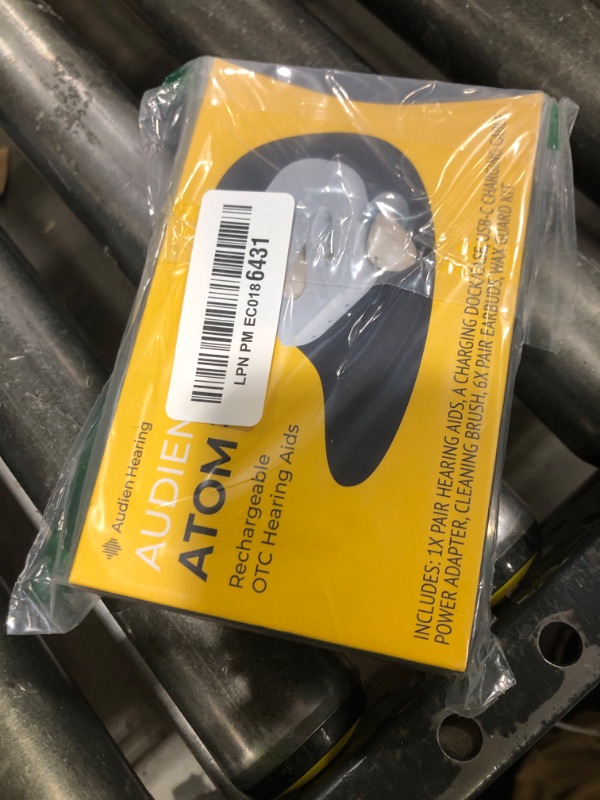 LPN PM EC0186431
Audien Hearing
AUDIEN
ATOM
Rechargeable
OTC Hearing Aids
INCLUDES: 1X PAIR HEARING AIDS, A CHARGING DOCK/CASE, USB-C CHARGING
POWER ADAPTER, CLEANING BRUSH, 6X PAIR EARBUDS, WAX GUARD KIT